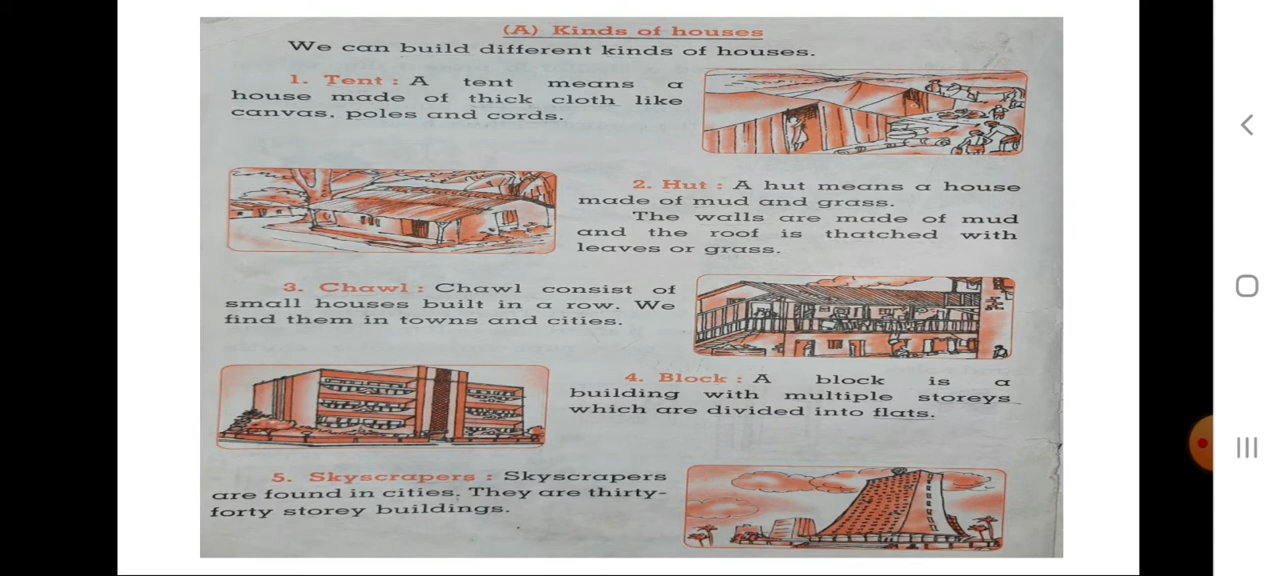 (A) Kinds of houses
We can build different kinds of houses.
1. Tent : A tent means a
house made of thick cloth like
canvas. poles and cords.
2. Hut : A hut means a house
made of mud and grass.
The walls are made of mud
and the roof is thatched with
leaves or grass.
3. Chawl : Chawl consist of
small houses built in a row. We
find them in towns and cities.
4. Block : A block is a
building with multiple storeys
which are divided into flats.
5. Skyscrapers : Skyscrapers
are found in cities. They are thirty-
forty storey buildings.